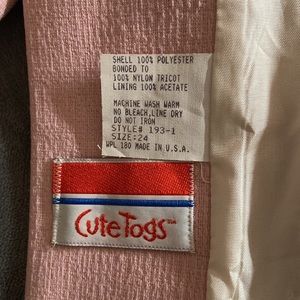 SHELL 100% POLYESTER
BONDED TO
100% NYLON TRICOT
LINING 100% ACETATE
MACHINE WASH WARM
NO BLEACH, LINE DRY
DO NOT IRON
STYLE# 193-1
SIZE:24
WPL 180 MADE IN U.S.A.
CuteTogs™